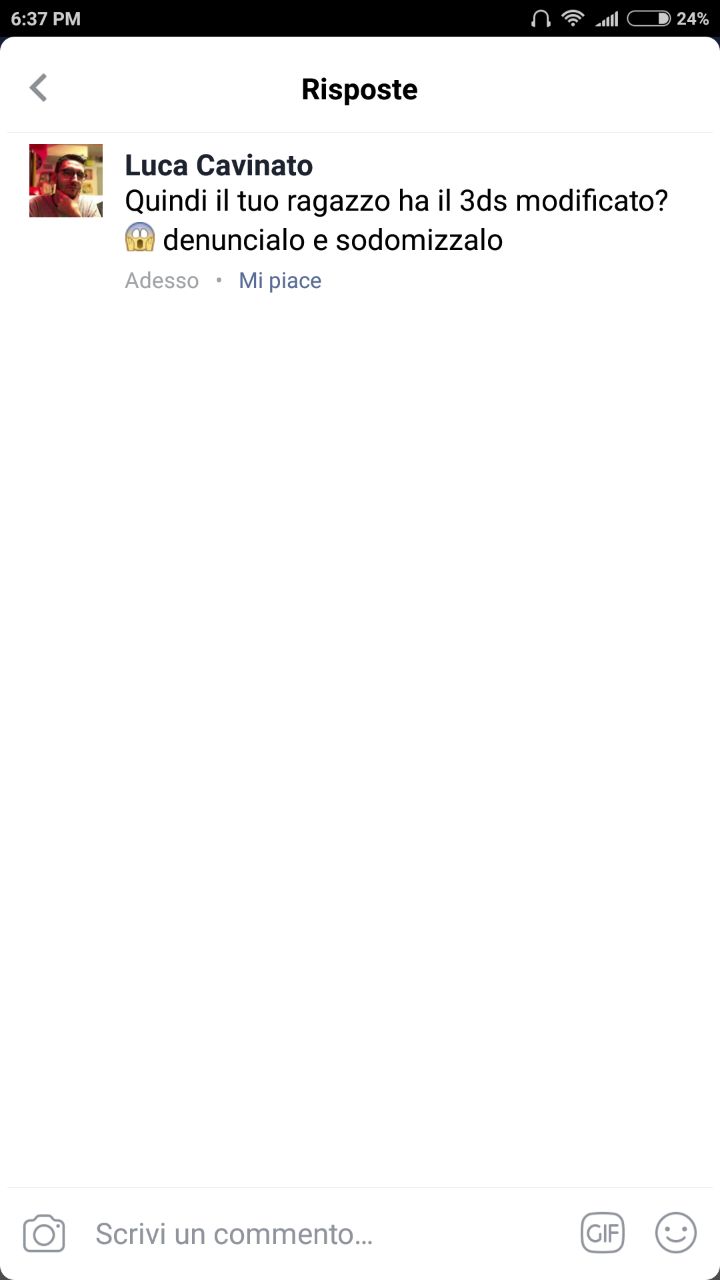 6:37 PM 24%
Risposte
Luca Cavinato
Quindi il tuo ragazzo ha il 3ds modificato?
😱 denuncialo e sodomizzalo
Adesso • Mi piace
Scrivi un commento... GIF